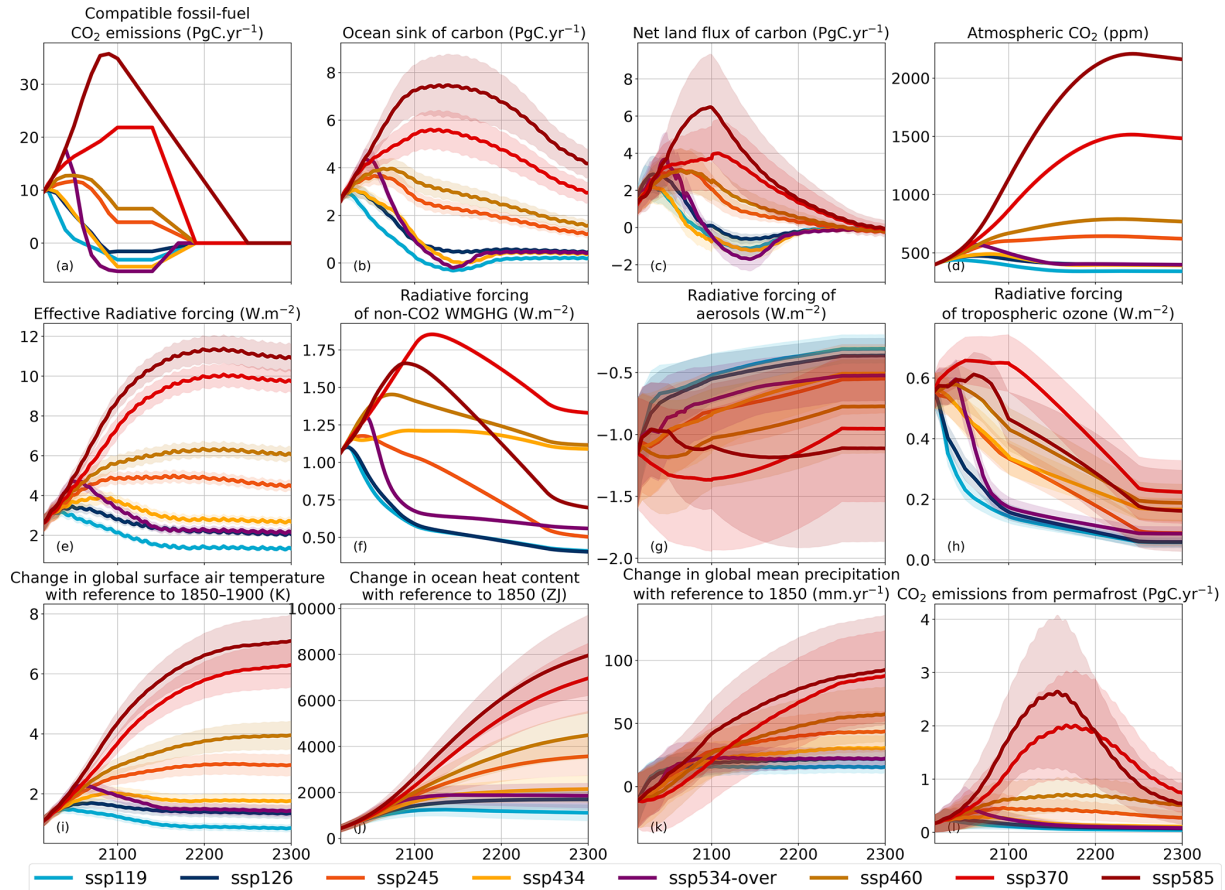 Compatible fossil-fuel
CO₂ emissions (PgC.yr⁻¹)
Ocean sink of carbon (PgC.yr⁻¹)
Net land flux of carbon (PgC.yr⁻¹)
Atmospheric CO₂ (ppm)
30
20
10
0
(a)
8
6
4
2
0
(b)
8
6
4
2
0
−2
(c)
2000
1500
1000
500
(d)
Effective Radiative forcing (W.m⁻²)
Radiative forcing
of non-CO2 WMGHG (W.m⁻²)
Radiative forcing of
aerosols (W.m⁻²)
Radiative forcing
of tropospheric ozone (W.m⁻²)
12
10
8
6
4
2
(e)
1.75
1.50
1.25
1.00
0.75
0.50
(f)
−0.5
−1.0
−1.5
−2.0
(g)
0.6
0.4
0.2
0.0
(h)
Change in global surface air temperature
with reference to 1850–1900 (K)
Change in ocean heat content
with reference to 1850 (ZJ)
Change in global mean precipitation
with reference to 1850 (mm.yr⁻¹)
CO₂ emissions from permafrost (PgC.yr⁻¹)
8
6
4
2
(i)
2100 2200 2300
10000
8000
6000
4000
2000
0
(J)
2100 2200 2300
100
50
0
(k)
2100 2200 2300
4
3
2
1
0
(l)
2100 2200 2300
ssp119 ssp126 ssp245 ssp434 ssp534-over ssp460 ssp370 ssp585